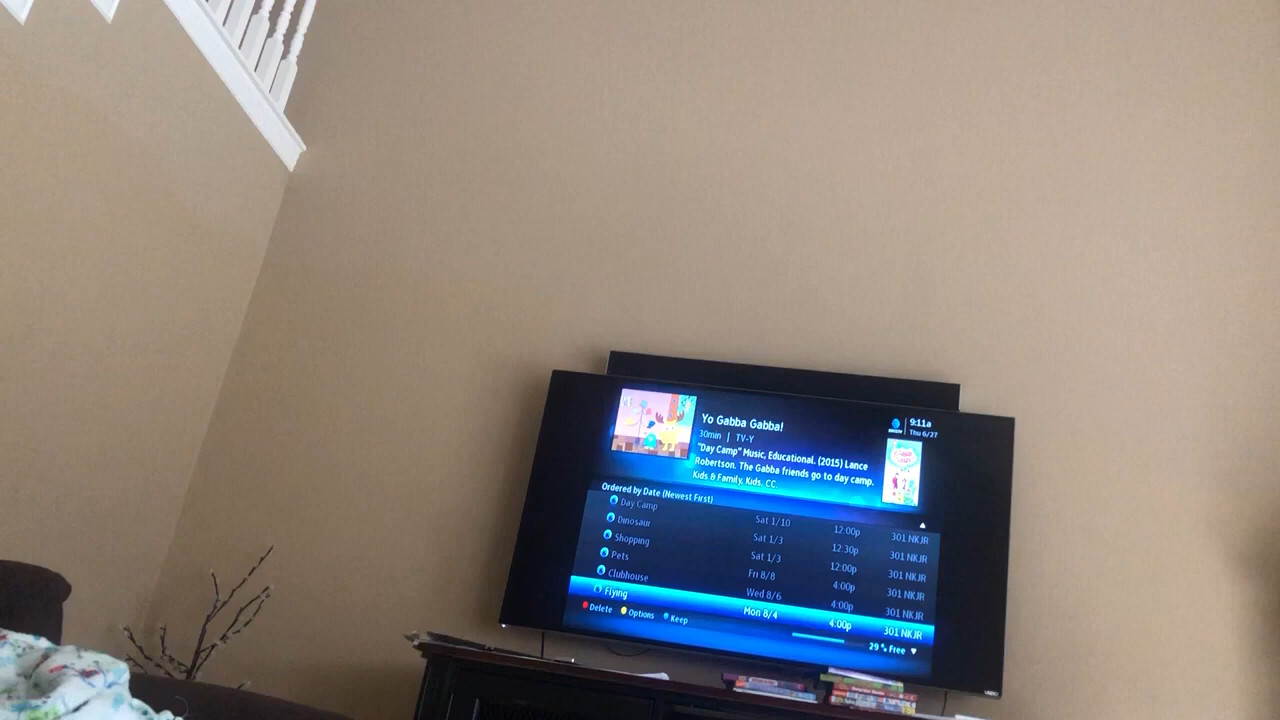 Yo Gabba Gabba!
9:11a
30min | TV-Y
Thu 6/27
"Day Camp" Music, Educational. (2015) Lance
Robertson. The Gabba friends go to day camp.
Kids & Family, Kids, CC.
Ordered by Date (Newest First)
Day Camp Sat 1/10 12:00p 301 NKJR
Dinosaur Sat 1/3 12:30p 301 NKJR
Shopping Sat 1/3 12:00p 301 NKJR
Pets Fri 8/8 4:00p 301 NKJR
Clubhouse Wed 8/6 4:00p 301 NKJR
Flying Mon 8/4 4:00p 301 NKJR
Delete Options Keep 29 % Free
VIZIO